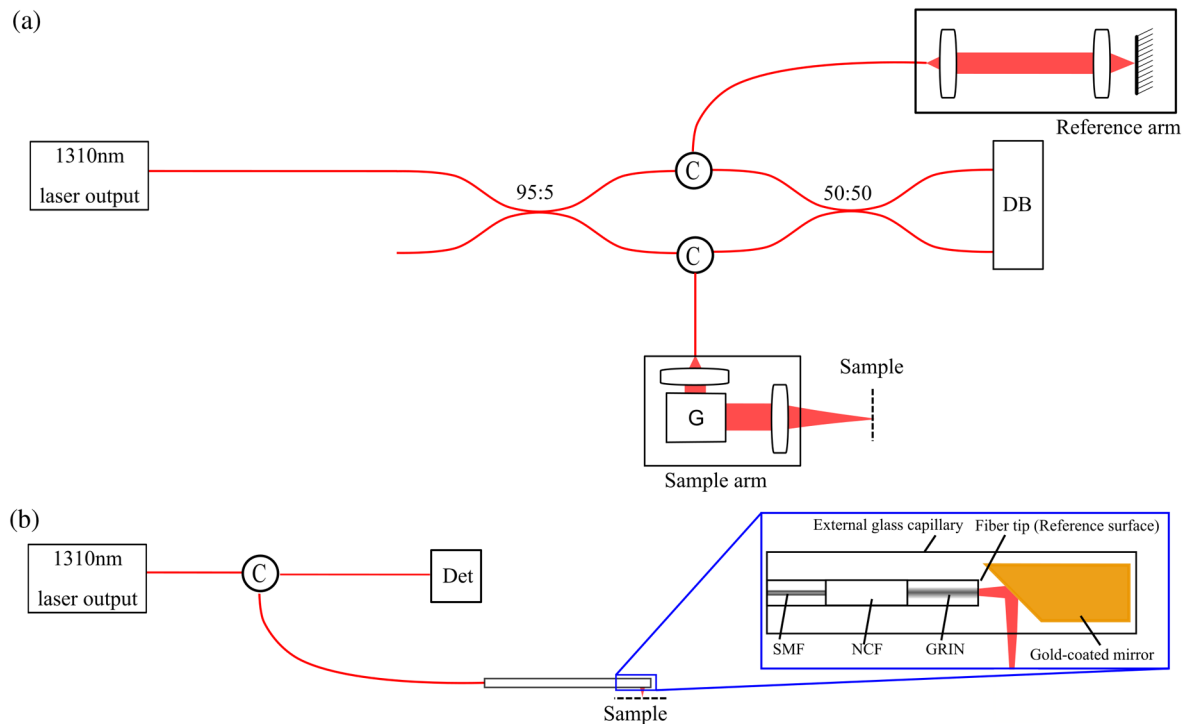 (a)
Reference arm
1310nm
laser output
95:5
C
50:50
DB
C
Sample
G
Sample arm
(b)
External glass capillary
Fiber tip (Reference surface)
1310nm
laser output
C
Det
SMF
NCF
GRIN
Gold-coated mirror
Sample